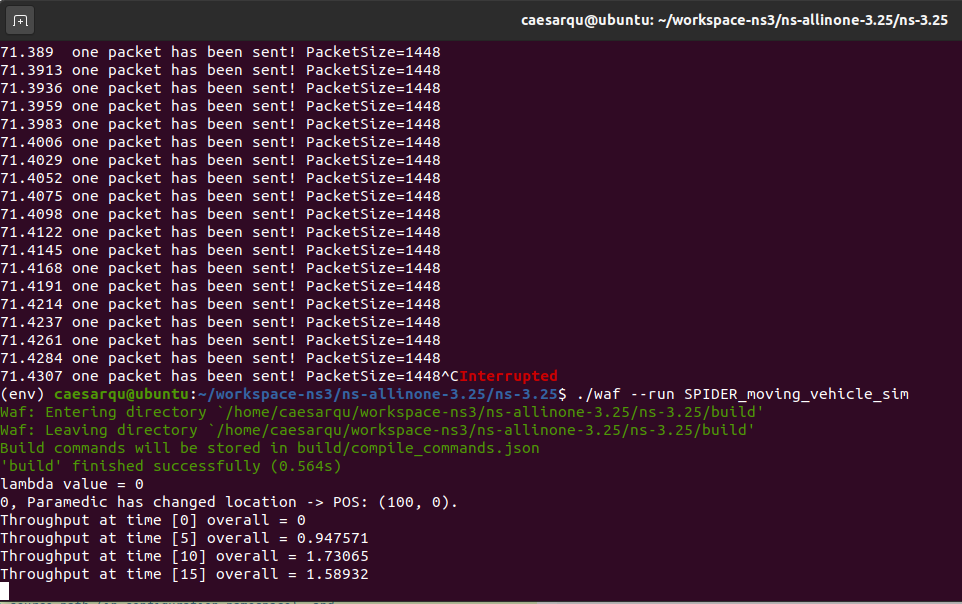 caesarqu@ubuntu: ~/workspace-ns3/ns-allinone-3.25/ns-3.25
71.389  one packet has been sent! PacketSize=1448
71.3913 one packet has been sent! PacketSize=1448
71.3936 one packet has been sent! PacketSize=1448
71.3959 one packet has been sent! PacketSize=1448
71.3983 one packet has been sent! PacketSize=1448
71.4006 one packet has been sent! PacketSize=1448
71.4029 one packet has been sent! PacketSize=1448
71.4052 one packet has been sent! PacketSize=1448
71.4075 one packet has been sent! PacketSize=1448
71.4098 one packet has been sent! PacketSize=1448
71.4122 one packet has been sent! PacketSize=1448
71.4145 one packet has been sent! PacketSize=1448
71.4168 one packet has been sent! PacketSize=1448
71.4191 one packet has been sent! PacketSize=1448
71.4214 one packet has been sent! PacketSize=1448
71.4237 one packet has been sent! PacketSize=1448
71.4261 one packet has been sent! PacketSize=1448
71.4284 one packet has been sent! PacketSize=1448
71.4307 one packet has been sent! PacketSize=1448^CInterrupted
(env) caesarqu@ubuntu:~/workspace-ns3/ns-allinone-3.25/ns-3.25$ ./waf --run SPIDER_moving_vehicle_sim
Waf: Entering directory `/home/caesarqu/workspace-ns3/ns-allinone-3.25/ns-3.25/build'
Waf: Leaving directory `/home/caesarqu/workspace-ns3/ns-allinone-3.25/ns-3.25/build'
Build commands will be stored in build/compile_commands.json
'build' finished successfully (0.564s)
lambda value = 0
0, Paramedic has changed location -> POS: (100, 0).
Throughput at time [0] overall = 0
Throughput at time [5] overall = 0.947571
Throughput at time [10] overall = 1.73065
Throughput at time [15] overall = 1.58932